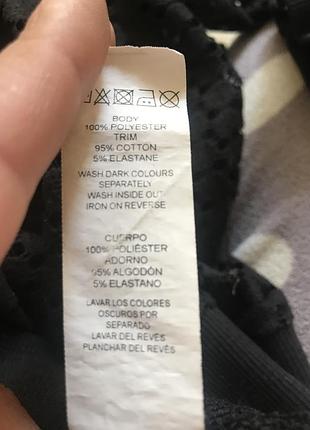 BODY
100% POLYESTER
TRIM
95% COTTON
5% ELASTANE
WASH DARK COLOURS
SEPARATELY
WASH INSIDE OUT
IRON ON REVERSE
CUERPO
100% POLIÉSTER
ADORNO
95% ALGODÓN
5% ELASTANO
LAVAR LOS COLORES
OSCUROS POR
SEPARADO
LAVAR DEL REVÉS
PLANCHAR DEL REVÉS